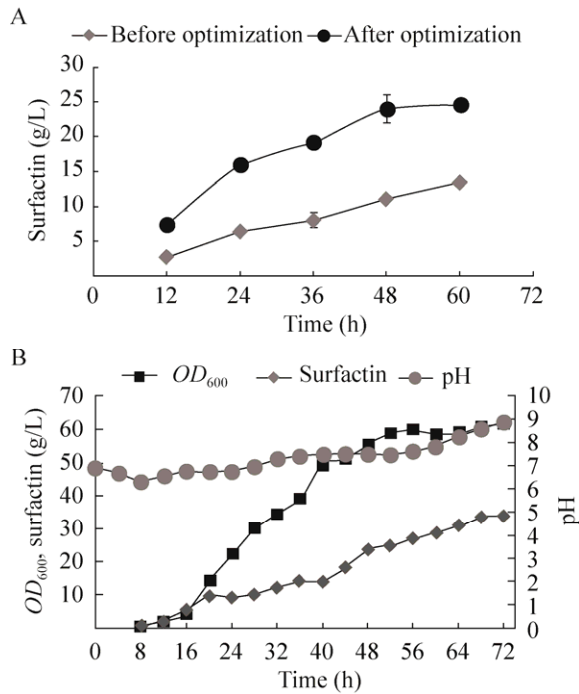 A
Before optimization After optimization
30
25
20
15
10
5
0 12 24 36 48 60 72
Surfactin (g/L)
Time (h)
B
OD600 Surfactin pH
70
60
50
40
30
20
10
10
9
8
7
6
5
4
3
2
1
0
0 8 16 24 32 40 48 56 64 72
OD600, surfactin (g/L)
pH
Time (h)